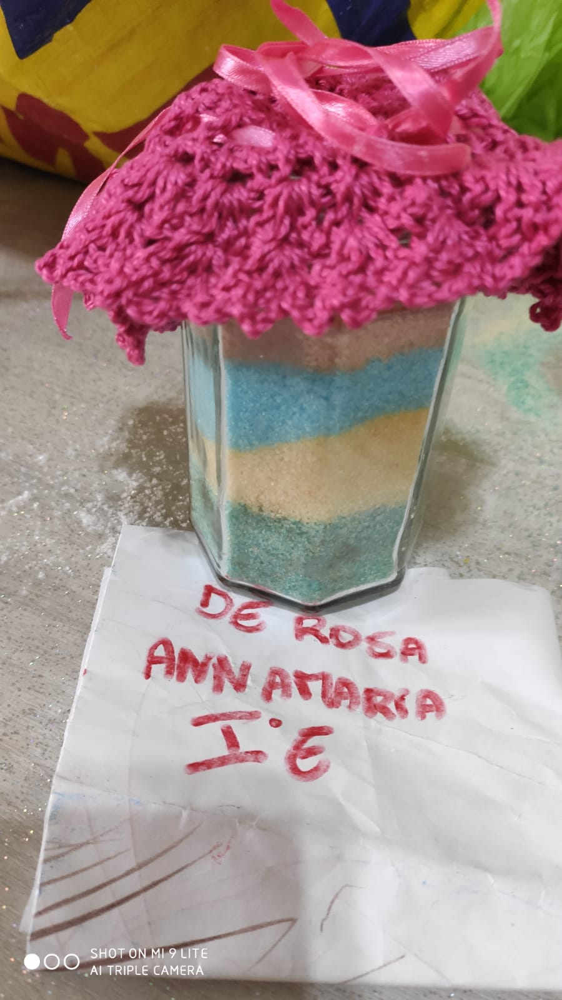 DE ROSA
ANNAMARIA
I°E
SHOT ON MI 9 LITE
AI TRIPLE CAMERA